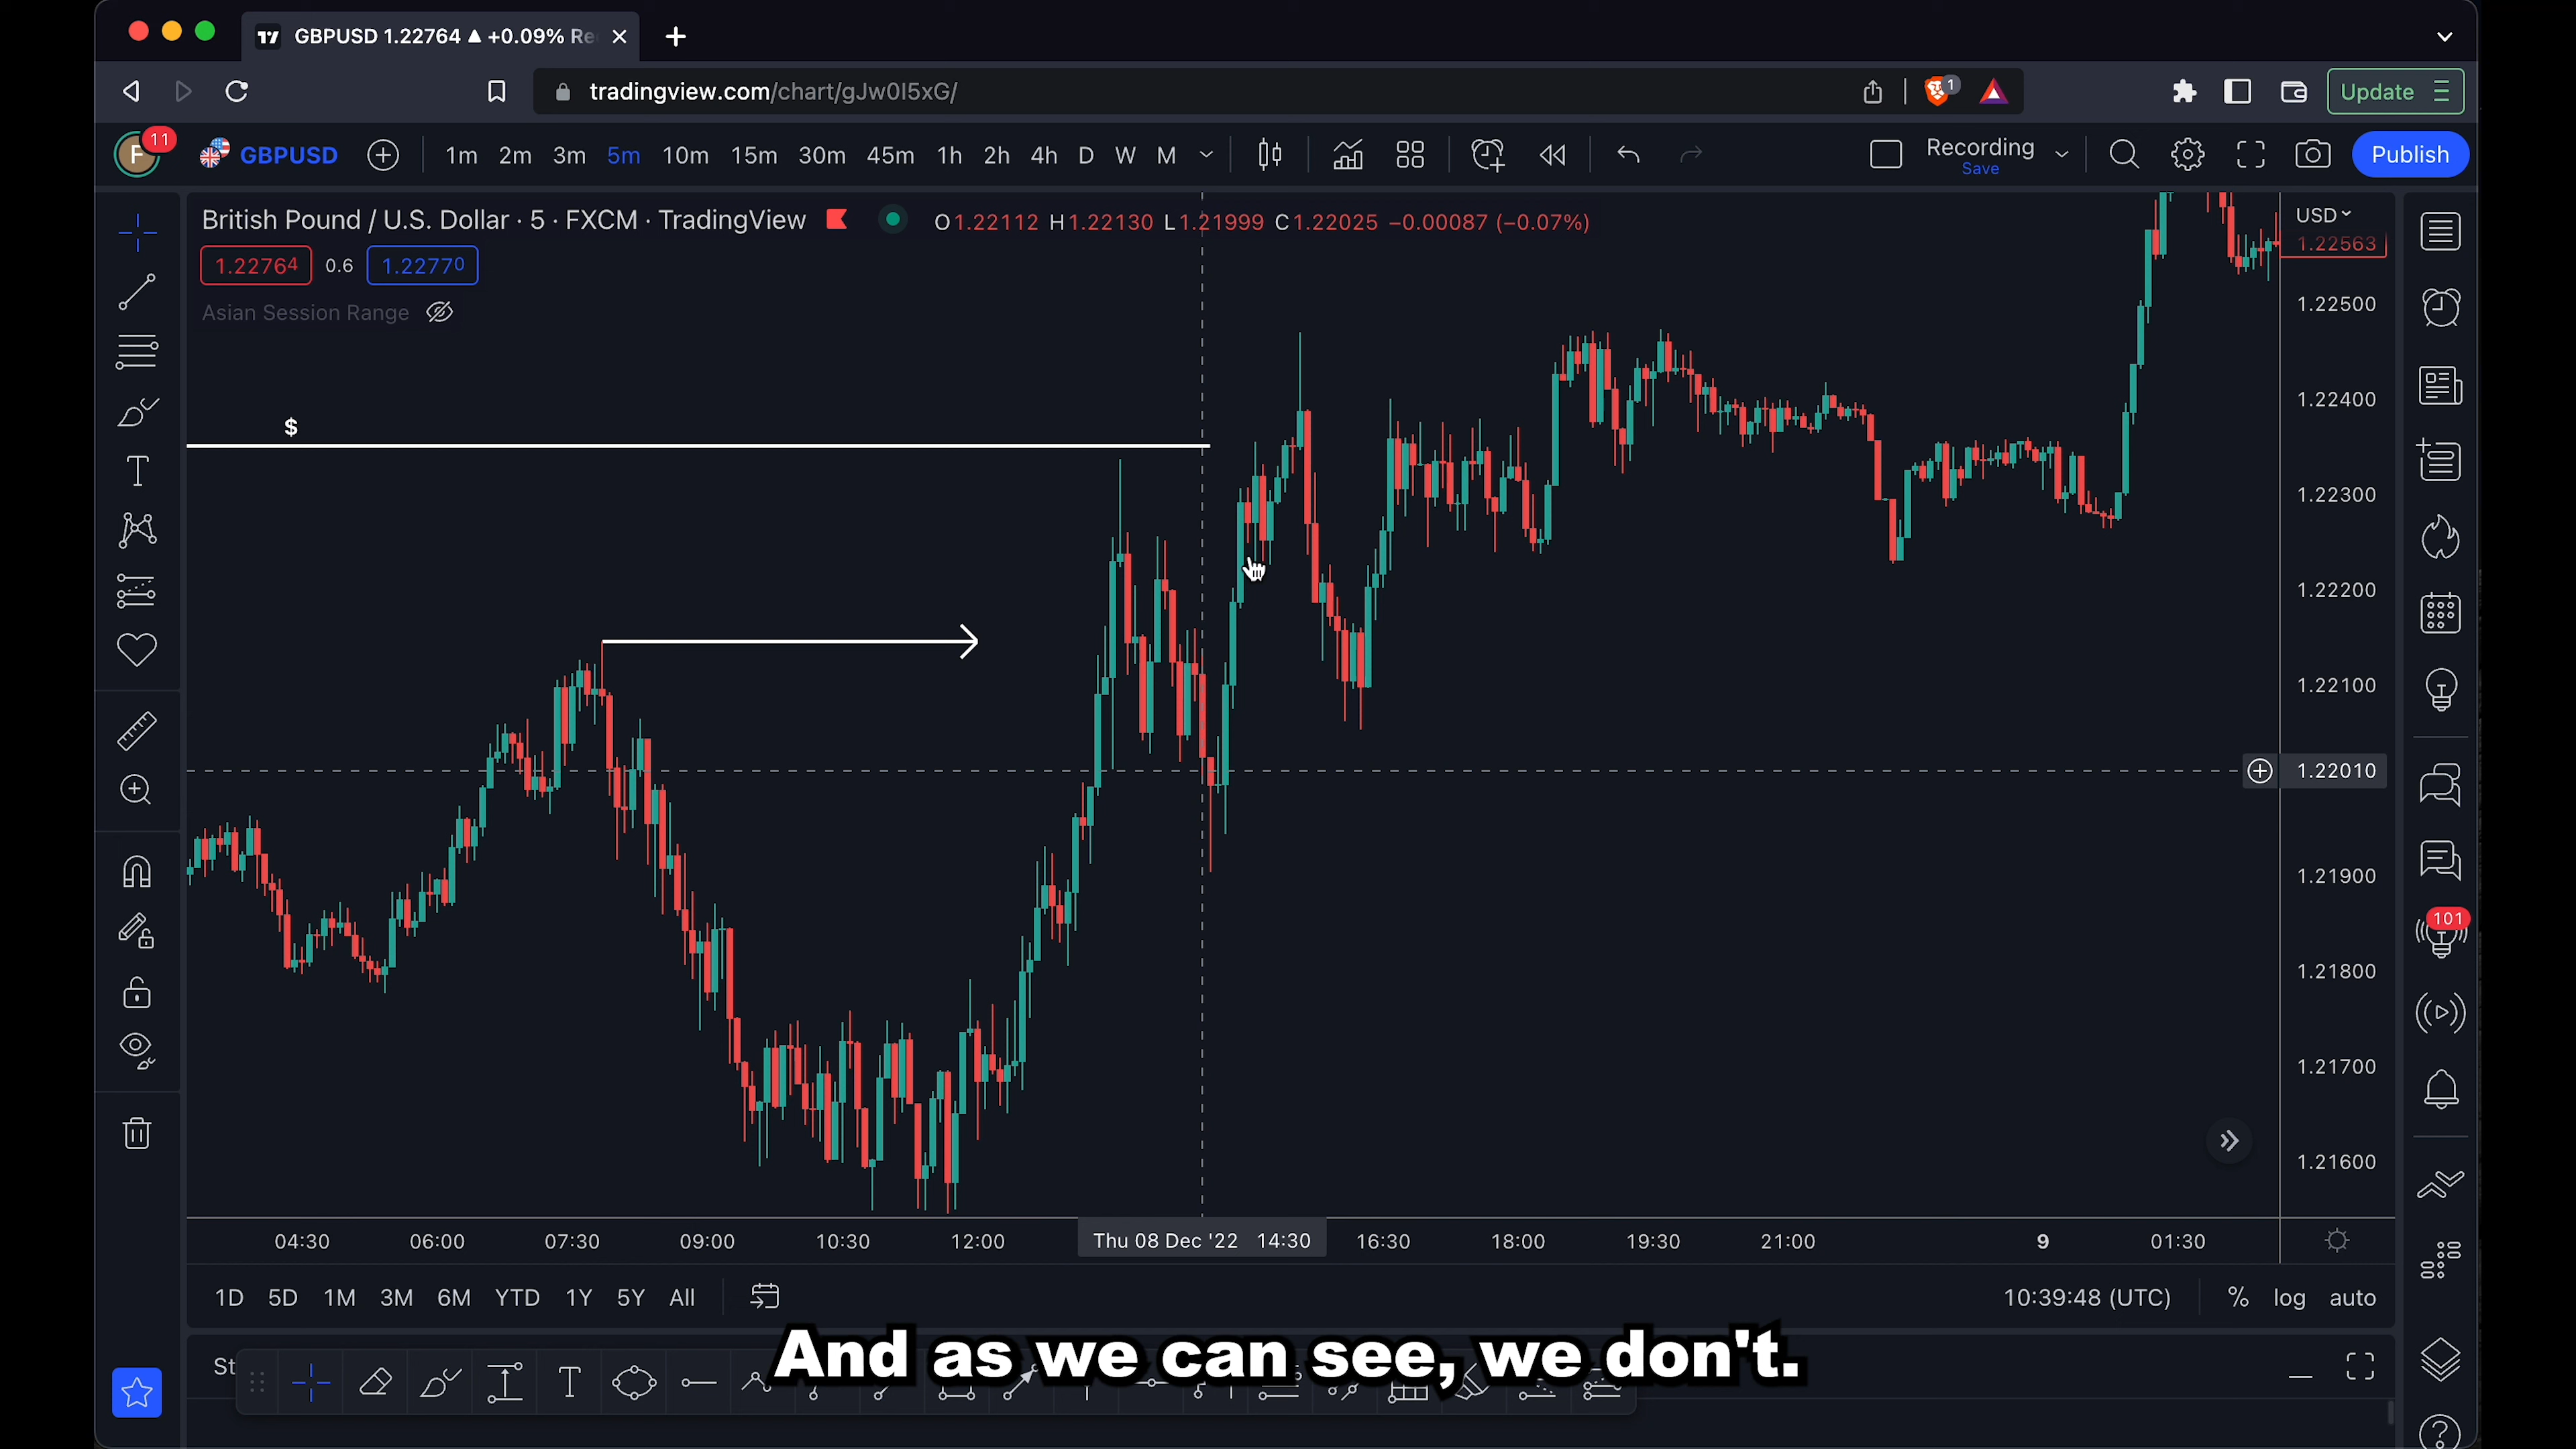 GBPUSD 1.22764 ▲ +0.09% Re
tradingview.com/chart/gJw0I5xG/
1
Update
F
11
GBPUSD
1m 2m 3m 5m 10m 15m 30m 45m 1h 2h 4h D W M
Recording
Save
Publish
British Pound / U.S. Dollar · 5 · FXCM · TradingView
O1.22112 H1.22130 L1.21999 C1.22025 −0.00087 (−0.07%)
USD
1.22563
1.22764 0.6 1.22770
Asian Session Range
1.22500
1.22400
$
1.22300
1.22200
1.22100
1.22010
1.21900
101
1.21800
1.21700
1.21600
04:30 06:00 07:30 09:00 10:30 12:00 Thu 08 Dec '22 14:30 16:30 18:00 19:30 21:00 9 01:30
1D 5D 1M 3M 6M YTD 1Y 5Y All
10:39:48 (UTC) % log auto
St
And as we can see, we don't.